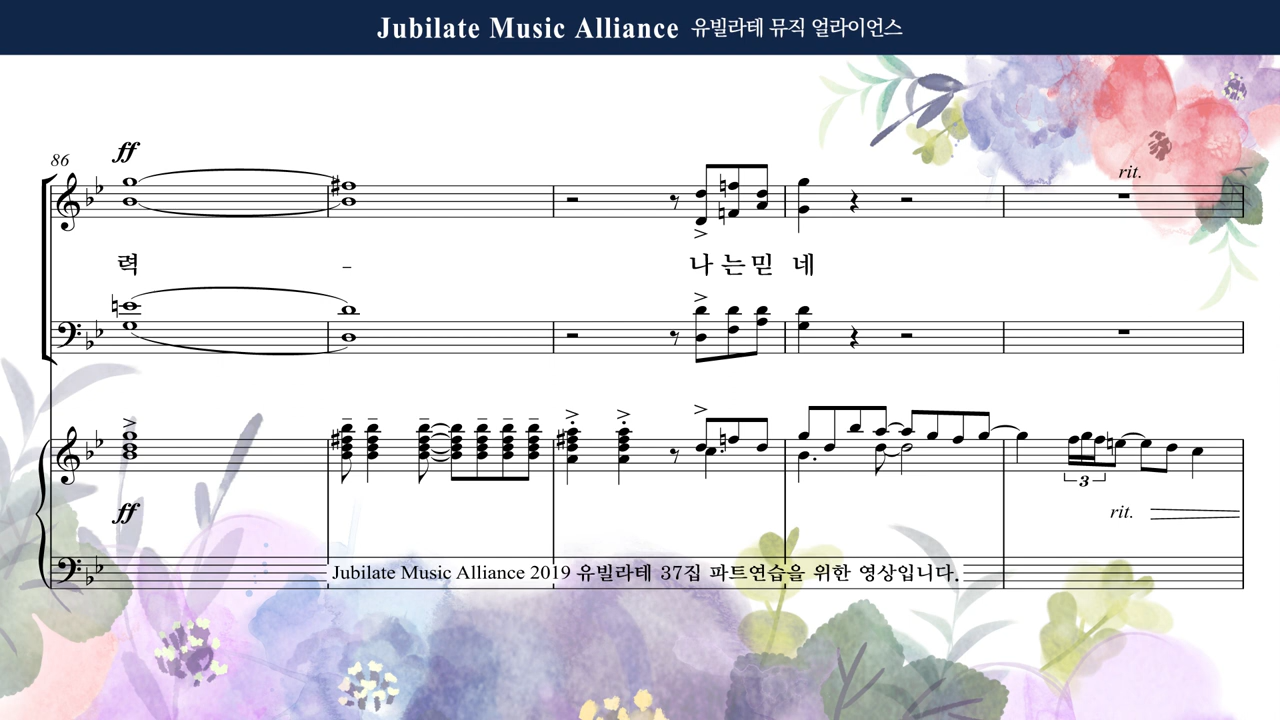 Jubilate Music Alliance 유빌라테 뮤직 얼라이언스
86
ff
rit.
력 - 나 는 믿 네
3
ff
rit.
Jubilate Music Alliance 2019 유빌라테 37집 파트연습을 위한 영상입니다.